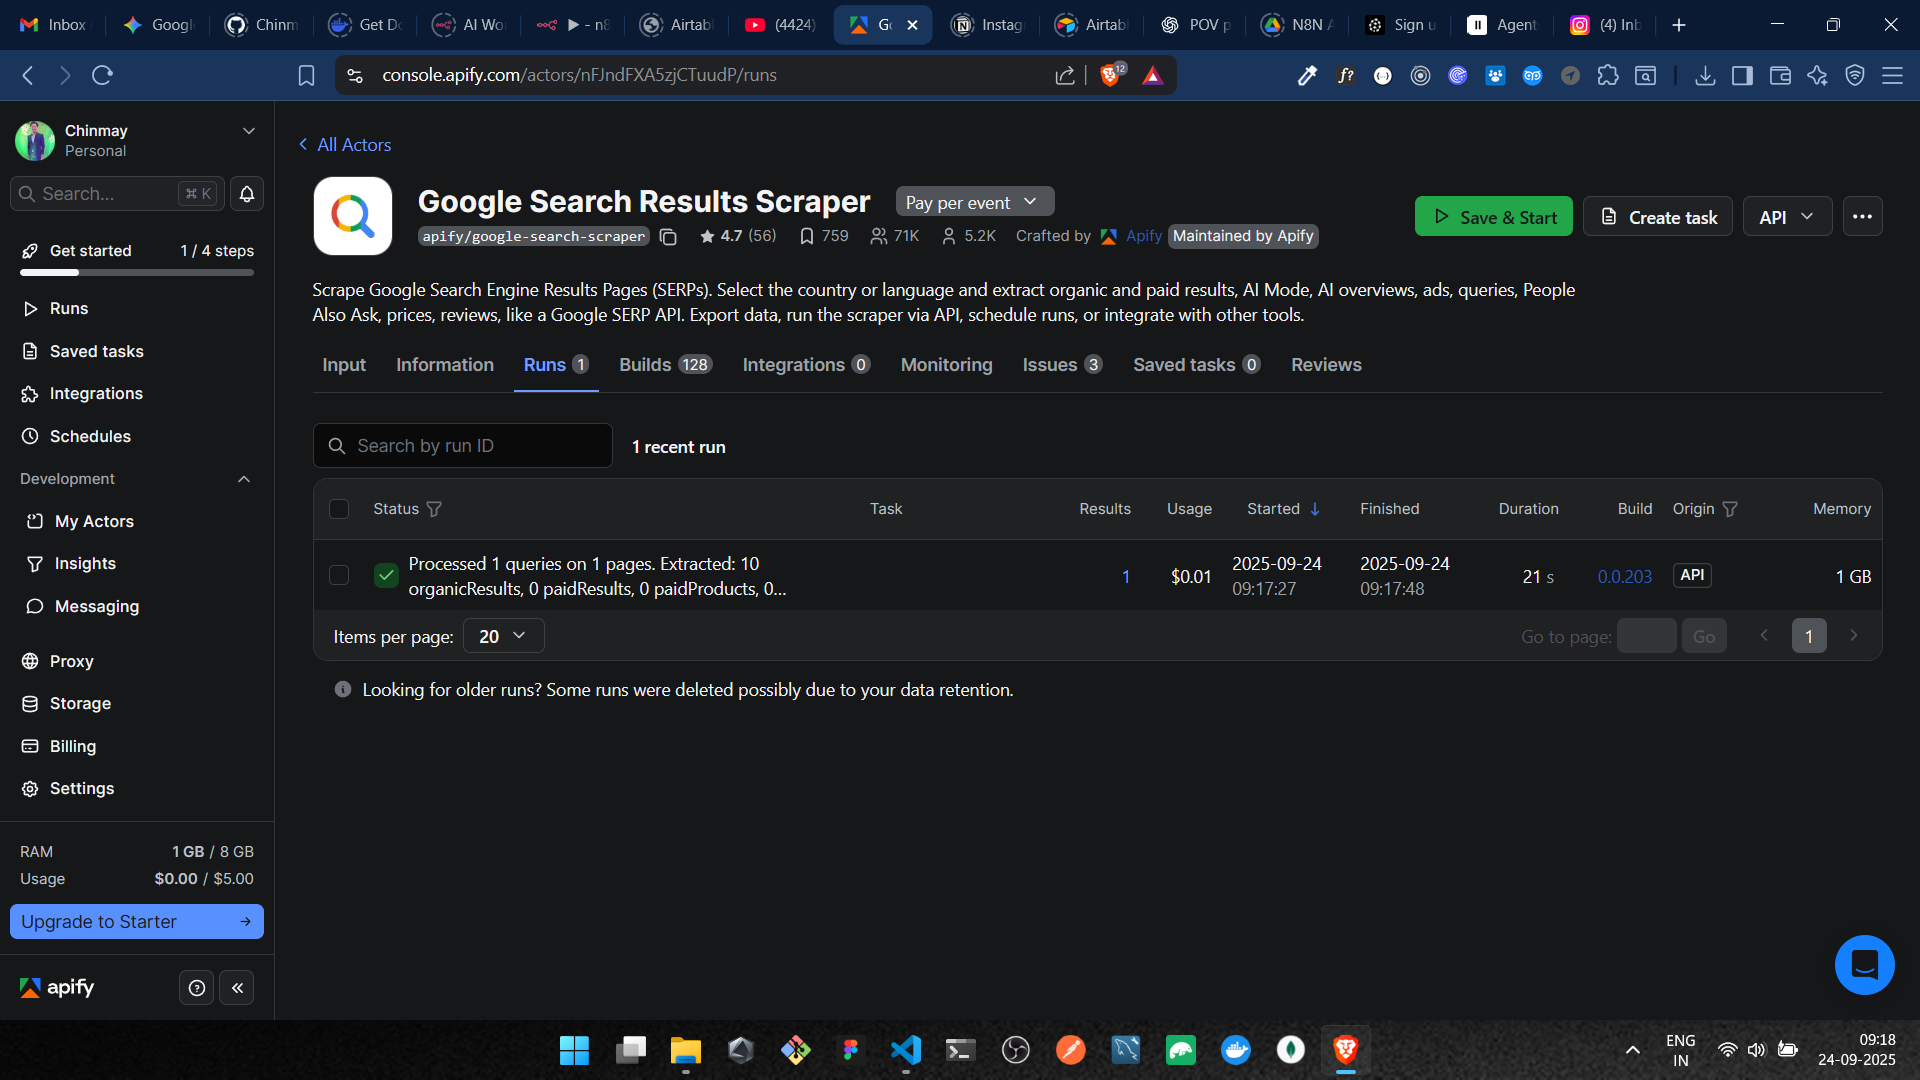 Inbox
Googl
Chinm
Get Do
AI Wo
▶ - n8
Airtab
(4424)
Go
Instag
Airtab
POV p
N8N A
Sign u
Agent
(4) Inb
console.apify.com/actors/nFJndFXA5zjCTuudP/runs
12
f?
Chinmay
Personal
Search...
⌘ K
Get started 1 / 4 steps
Runs
Saved tasks
Integrations
Schedules
Development
My Actors
Insights
Messaging
Proxy
Storage
Billing
Settings
RAM 1 GB / 8 GB
Usage $0.00 / $5.00
Upgrade to Starter
apify
All Actors
Google Search Results Scraper
Pay per event
apify/google-search-scraper
4.7 (56)
759
71K
5.2K
Crafted by Apify
Maintained by Apify
Save & Start
Create task
API
Scrape Google Search Engine Results Pages (SERPs). Select the country or language and extract organic and paid results, AI Mode, AI overviews, ads, queries, People
Also Ask, prices, reviews, like a Google SERP API. Export data, run the scraper via API, schedule runs, or integrate with other tools.
Input Information Runs 1 Builds 128 Integrations 0 Monitoring Issues 3 Saved tasks 0 Reviews
Search by run ID
1 recent run
Status Task Results Usage Started Finished Duration Build Origin Memory
Processed 1 queries on 1 pages. Extracted: 10
organicResults, 0 paidResults, 0 paidProducts, 0...
1
$0.01
2025-09-24
09:17:27
2025-09-24
09:17:48
21 s
0.0.203
API
1 GB
Items per page: 20
Go to page: Go 1
Looking for older runs? Some runs were deleted possibly due to your data retention.
ENG
IN
09:18
24-09-2025